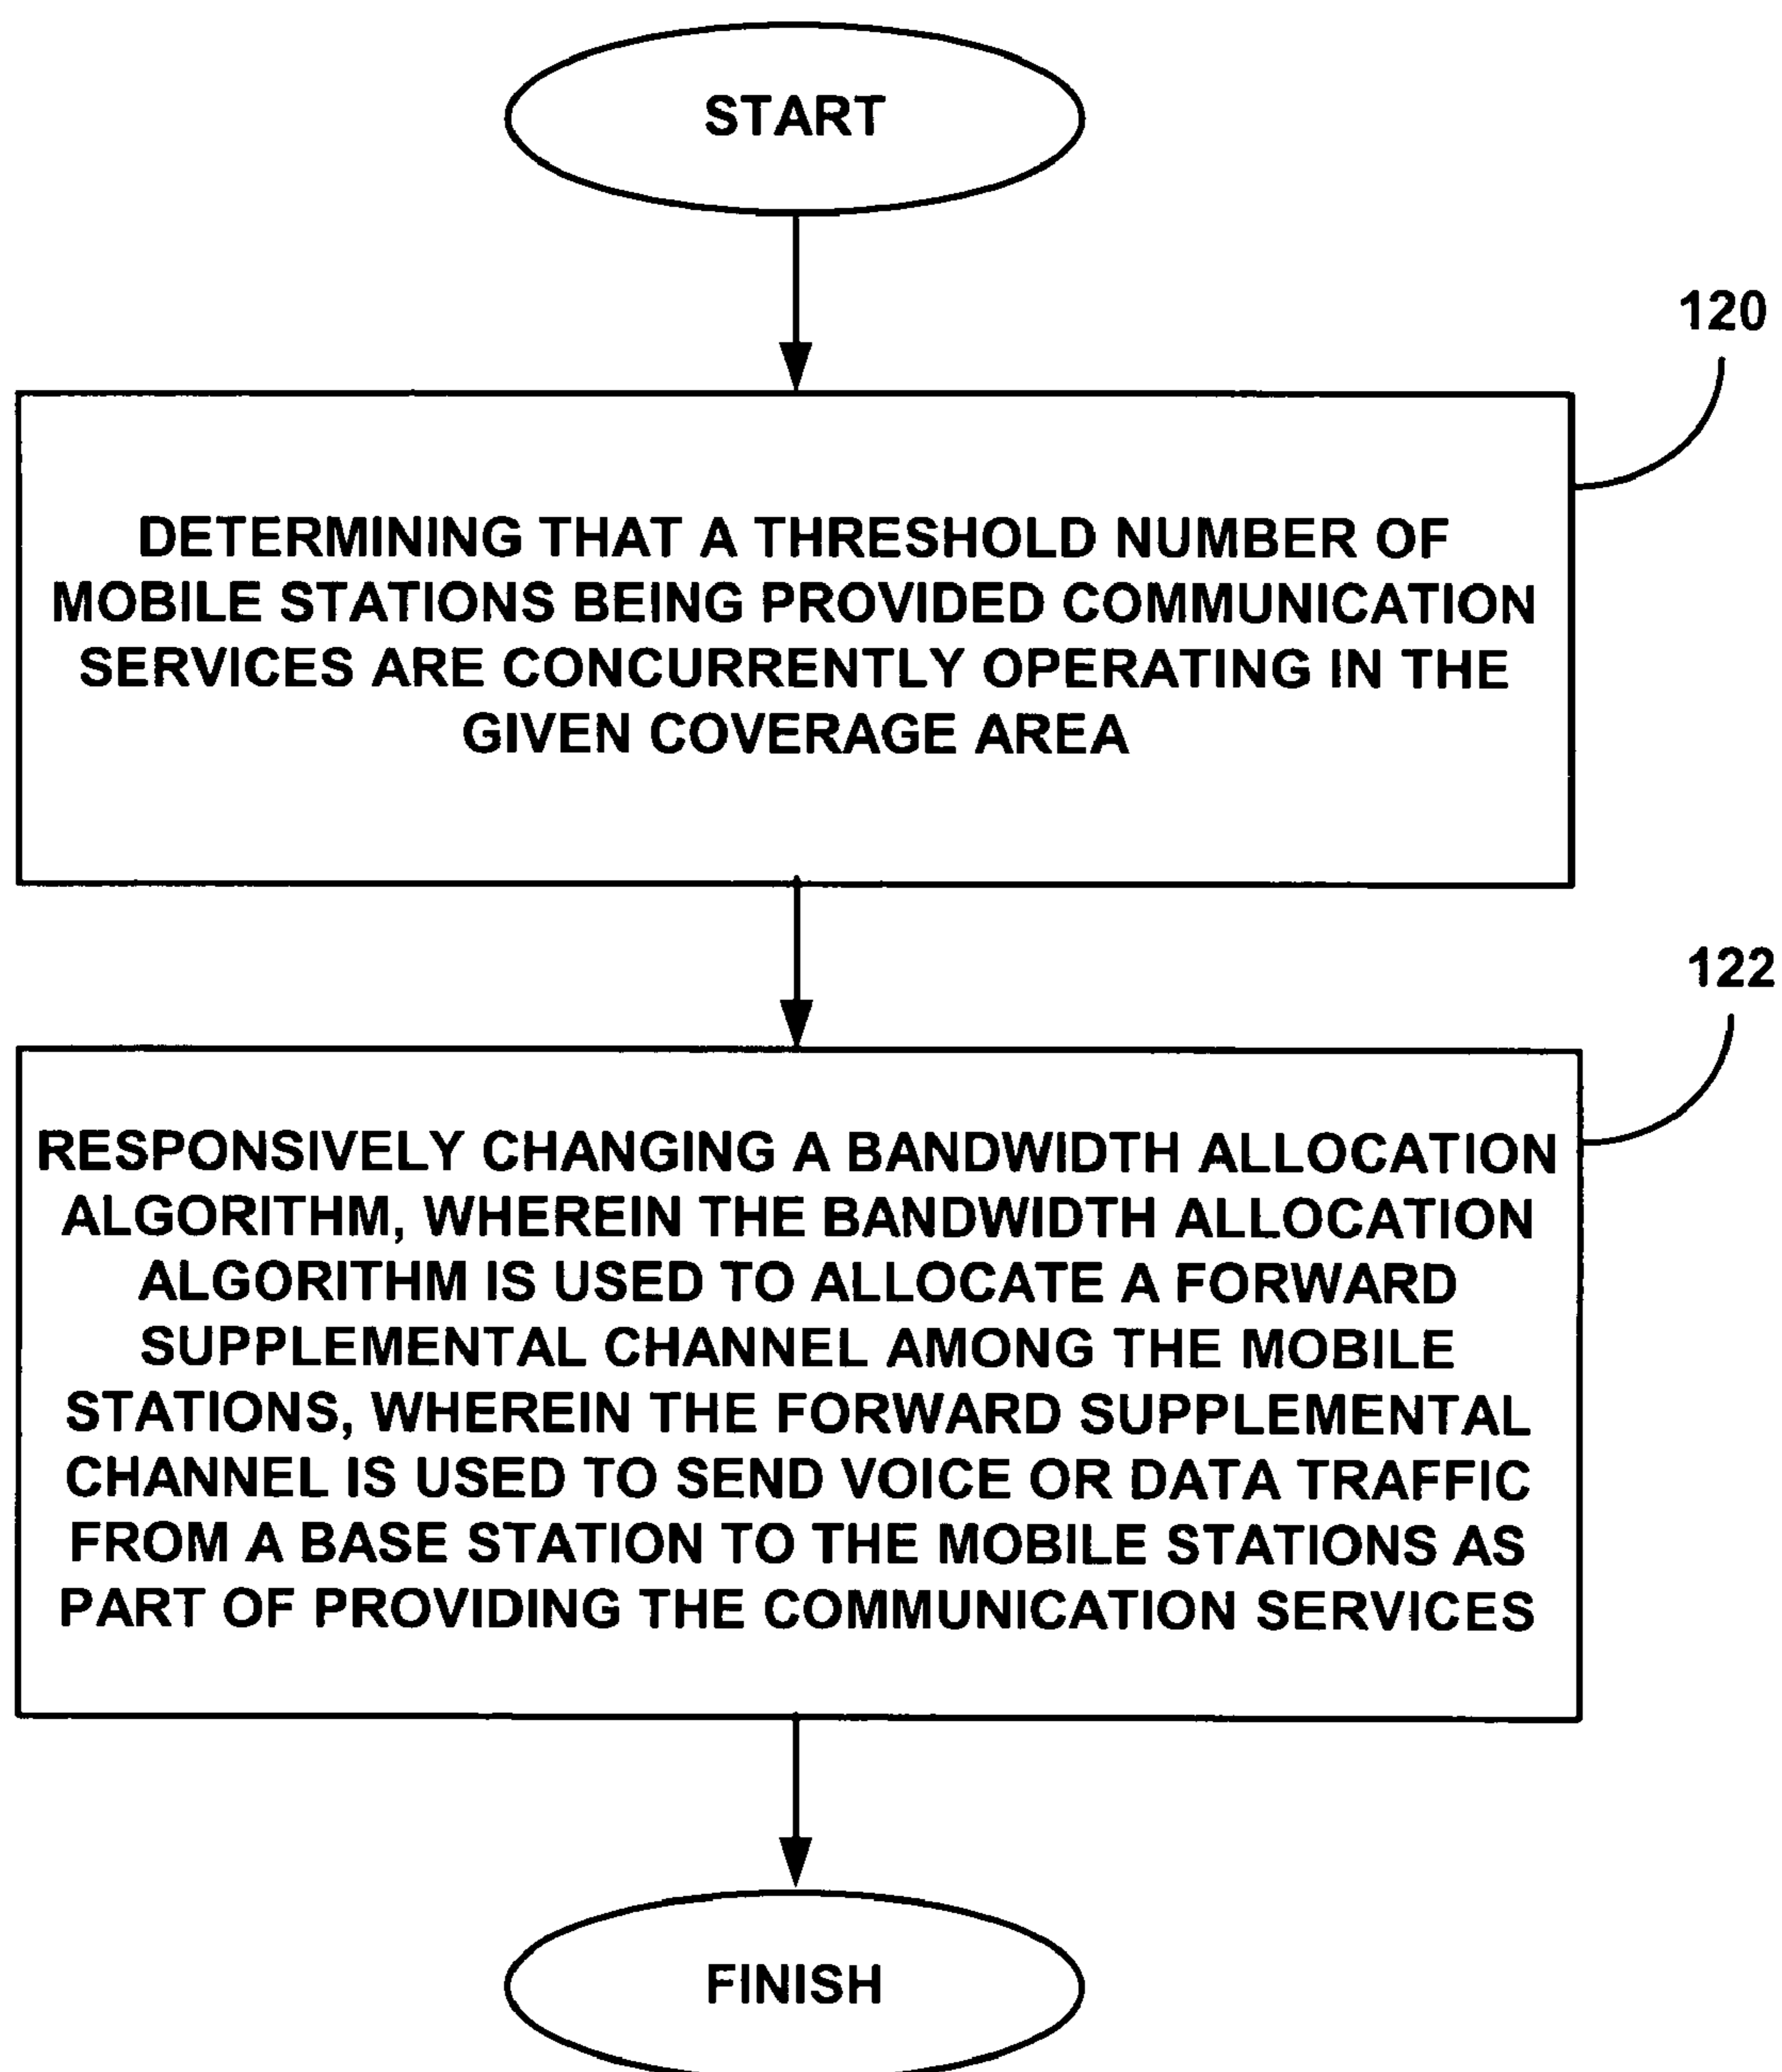 START
120
DETERMINING THAT A THRESHOLD NUMBER OF
MOBILE STATIONS BEING PROVIDED COMMUNICATION
SERVICES ARE CONCURRENTLY OPERATING IN THE
GIVEN COVERAGE AREA
122
RESPONSIVELY CHANGING A BANDWIDTH ALLOCATION
ALGORITHM, WHEREIN THE BANDWIDTH ALLOCATION
ALGORITHM IS USED TO ALLOCATE A FORWARD
SUPPLEMENTAL CHANNEL AMONG THE MOBILE
STATIONS, WHEREIN THE FORWARD SUPPLEMENTAL
CHANNEL IS USED TO SEND VOICE OR DATA TRAFFIC
FROM A BASE STATION TO THE MOBILE STATIONS AS
PART OF PROVIDING THE COMMUNICATION SERVICES
FINISH